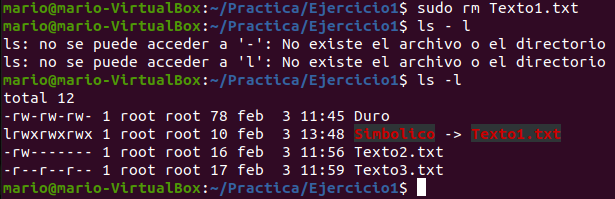 mario@mario-VirtualBox:~/Practica/Ejercicio1$ sudo rm Texto1.txt
mario@mario-VirtualBox:~/Practica/Ejercicio1$ ls - l
ls: no se puede acceder a '-': No existe el archivo o el directorio
ls: no se puede acceder a 'l': No existe el archivo o el directorio
mario@mario-VirtualBox:~/Practica/Ejercicio1$ ls -l
total 12
-rw-rw-rw- 1 root root 78 feb  3 11:45 Duro
lrwxrwxrwx 1 root root 10 feb  3 13:48 Simbolico -> Texto1.txt
-rw------- 1 root root 16 feb  3 11:56 Texto2.txt
-r--r--r-- 1 root root 17 feb  3 11:59 Texto3.txt
mario@mario-VirtualBox:~/Practica/Ejercicio1$